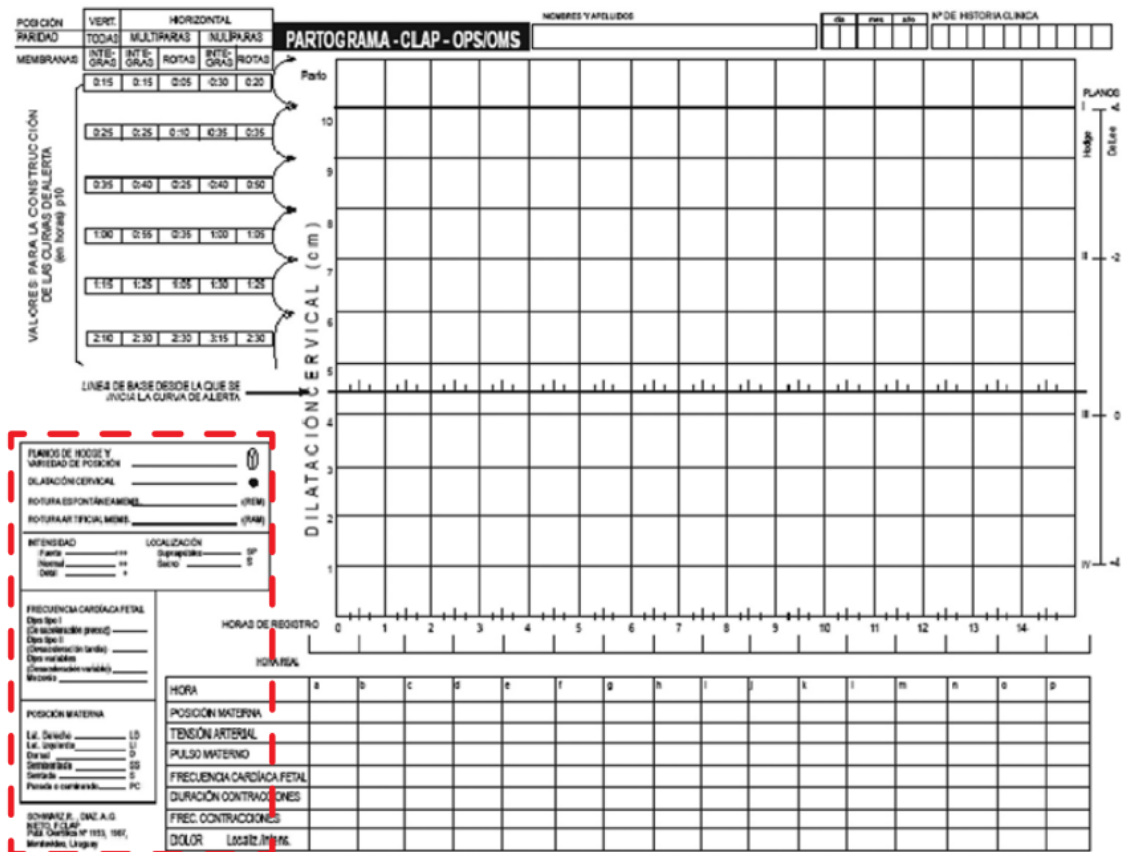 POSICIÓN VERT. HORIZONTAL
PARIDAD TODAS MULTIPARAS NULIPARAS
MEMBRANAS INTE-GRAS INTE-GRAS ROTAS INTE-GRAS ROTAS
0:15 0:15 0:05 0:30 0:20
0:25 0:25 0:10 0:35 0:35
0:35 0:40 0:25 0:40 0:50
1:00 0:55 0:35 1:00 1:05
1:15 1:25 1:05 1:30 1:25
2:10 2:30 2:30 3:15 2:30
VALORES PARA LA CONSTRUCCIÓN
DE LAS CURVAS DE ALERTA
(en horas) p10
LINEA DE BASE DESDE LA QUE SE
INICIA LA CURVA DE ALERTA
PARTOGRAMA - CLAP - OPS/OMS
NOMBRES Y APELLIDOS
día mes año
Nº DE HISTORIA CLINICA
Parto
10
9
8
7
6
5
4
3
2
1
DILATACIÓN CERVICAL (cm)
PLANOS
Hodge De Lee
I -4
II -2
III 0
IV +4
HORAS DE REGISTRO 0 1 2 3 4 5 6 7 8 9 10 11 12 13 14
HORA REAL
PLANOS DE HODGE Y
VARIEDAD DE POSICIÓN
DILATACIÓN CERVICAL
ROTURA ESPONTÁNEA MEMB. (REM)
ROTURA ARTIFICIAL MEMB. (RAM)
INTENSIDAD LOCALIZACIÓN
Fuerte +++ Suprapúbica SP
Normal ++ Sacro S
Débil +
FRECUENCIA CARDÍACA FETAL
Dips tipo I
(Desaceleración precoz)
Dips tipo II
(Desaceleración tardía)
Dips variables
(Desaceleración variable)
Meconio
POSICIÓN MATERNA
Lat. Derecho LD
Lat. Izquierdo LI
Dorsal D
Semisentada SS
Sentada S
Parada o caminando PC
SCHWARZ, R., DIAZ, A.G.
NIETO, F. CLAP
Publ. Científica Nº 1153, 1987,
Montevideo, Uruguay
HORA a b c d e f g h i j k l m n o p
POSICIÓN MATERNA
TENSIÓN ARTERIAL
PULSO MATERNO
FRECUENCIA CARDÍACA FETAL
DURACIÓN CONTRACCIONES
FREC. CONTRACCIONES
DOLOR Localiz./Intens.